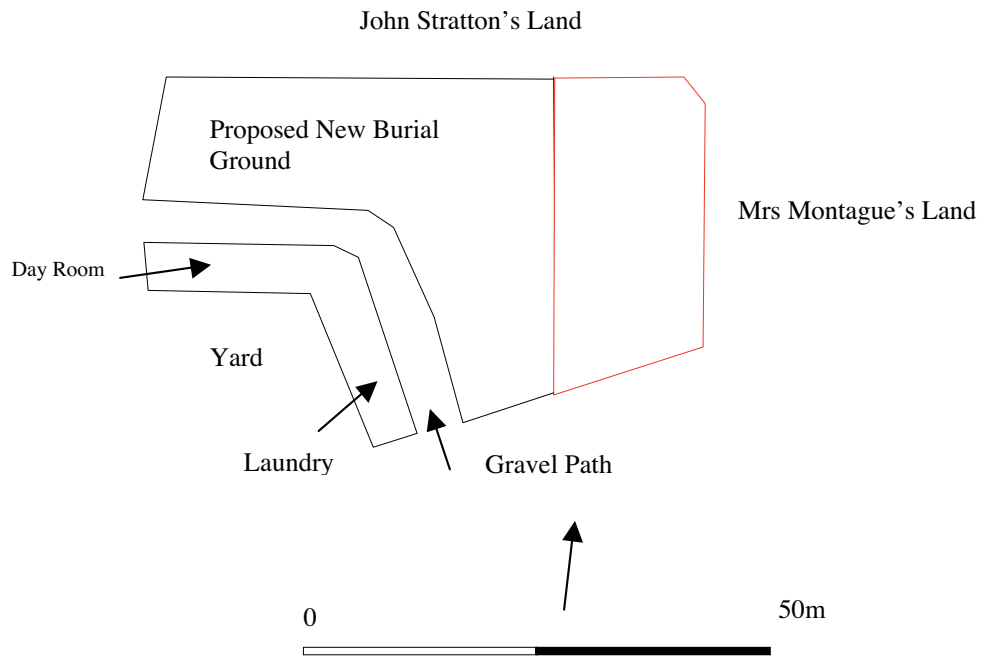 John Stratton’s Land
Proposed New Burial
Ground
Mrs Montague’s Land
Day Room
Yard
Laundry
Gravel Path
0
50m